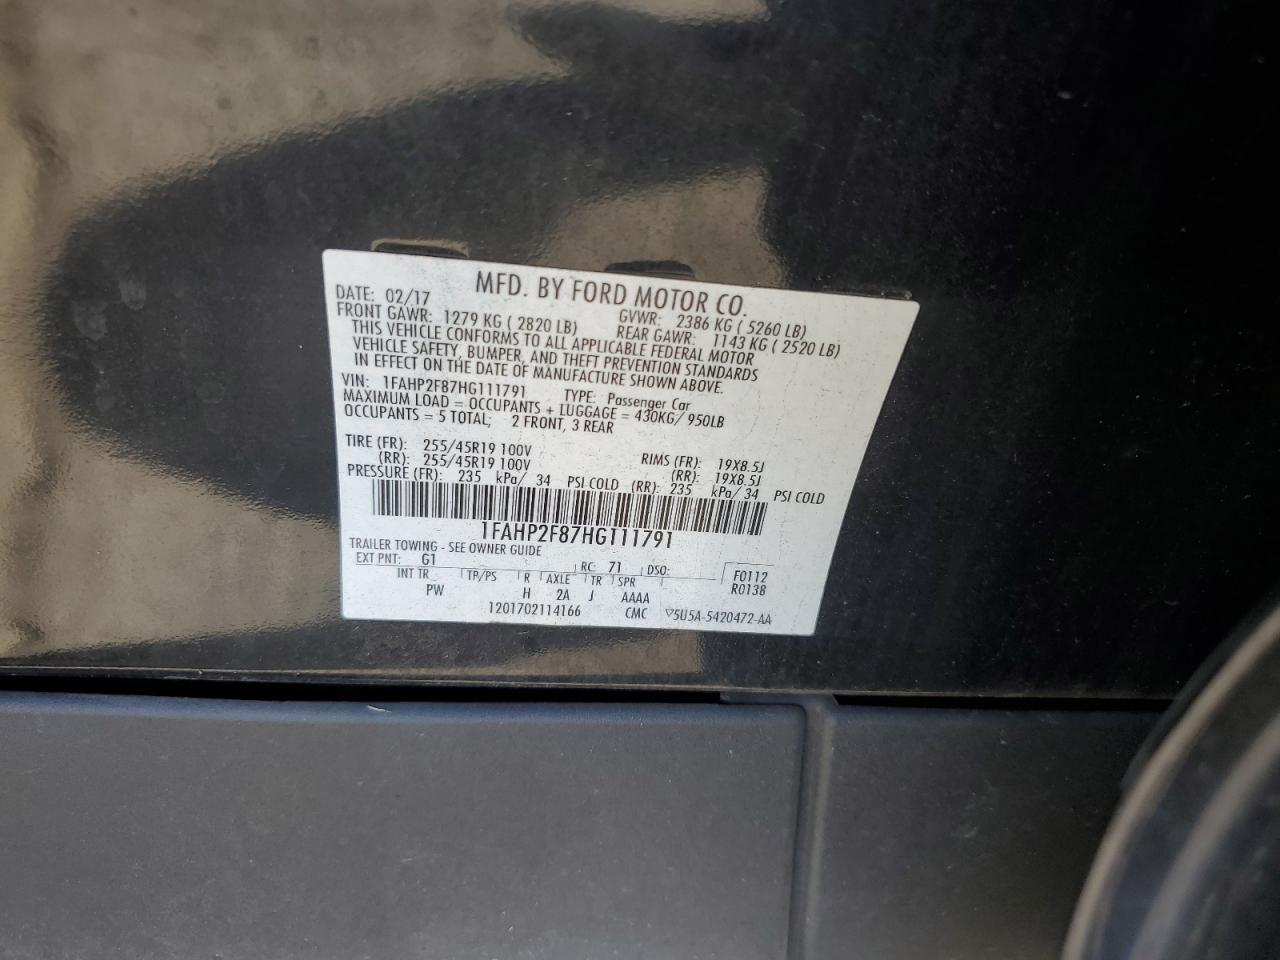 MFD. BY FORD MOTOR CO.
DATE: 02/17 GVWR: 2386 KG ( 5260 LB)
FRONT GAWR: 1279 KG ( 2820 LB) REAR GAWR: 1143 KG ( 2520 LB)
THIS VEHICLE CONFORMS TO ALL APPLICABLE FEDERAL MOTOR
VEHICLE SAFETY, BUMPER, AND THEFT PREVENTION STANDARDS
IN EFFECT ON THE DATE OF MANUFACTURE SHOWN ABOVE.
VIN: 1FAHP2F87HG111791 TYPE: Passenger Car
MAXIMUM LOAD = OCCUPANTS + LUGGAGE = 430KG/ 950LB
OCCUPANTS = 5 TOTAL, 2 FRONT, 3 REAR
TIRE (FR): 255/45R19 100V RIMS (FR): 19X8.5J
(RR): 255/45R19 100V (RR): 19X8.5J
PRESSURE (FR): 235 kPa/ 34 PSI COLD (RR): 235 kPa/ 34 PSI COLD
1FAHP2F87HG111791
TRAILER TOWING - SEE OWNER GUIDE
EXT PNT: G1 RC: 71 DSO: F0112
INT TR TP/PS R AXLE TR SPR R0138
PW H 2A J AAAA
1201702114166 CMC ▽5U5A-5420472-AA